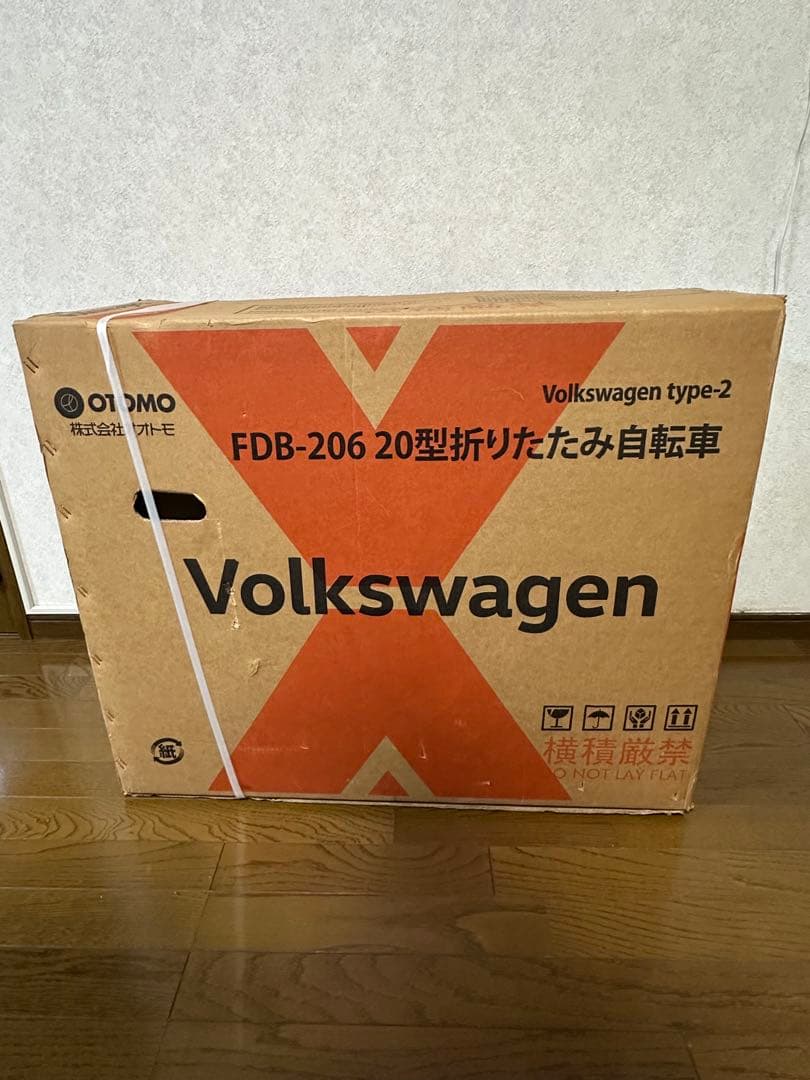 OTOMO
株式会社オオトモ
Volkswagen type-2
FDB-206 20型折りたたみ自転車
Volkswagen
紙
横積厳禁
DO NOT LAY FLAT